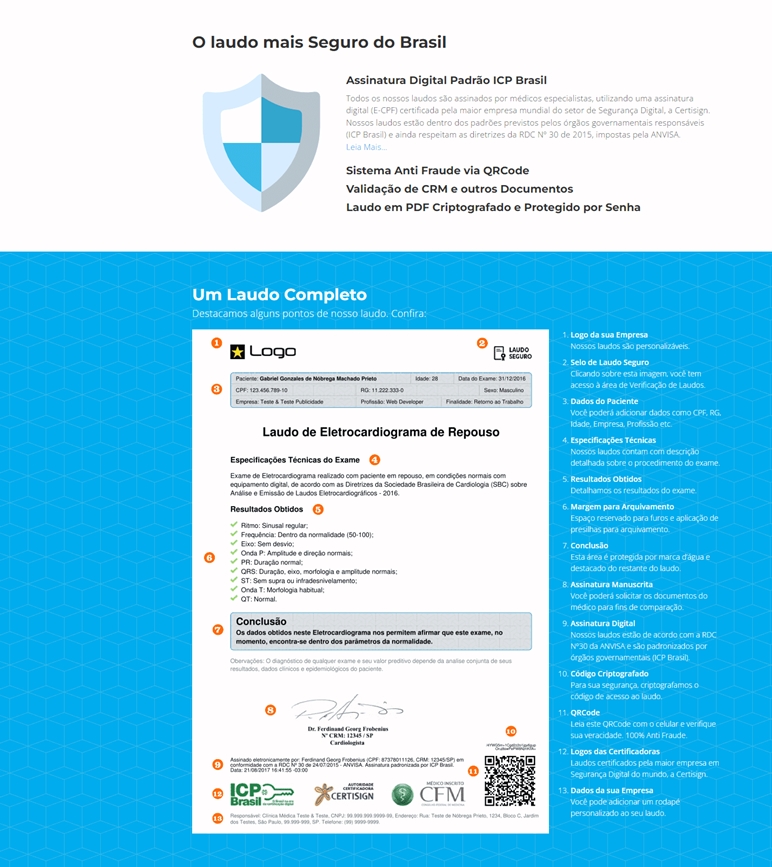 O laudo mais Seguro do Brasil
Assinatura Digital Padrão ICP Brasil
Todos os nossos laudos são assinados por médicos especialistas, utilizando uma assinatura
digital (E-CPF) certificada pela maior empresa mundial do setor de Segurança Digital, a Certisign.
Nossos laudos estão dentro dos padrões previstos pelos órgãos governamentais responsáveis
(ICP Brasil) e ainda respeitam as diretrizes da RDC Nº 30 de 2015, impostas pela ANVISA.
Leia Mais...
Sistema Anti Fraude via QRCode
Validação de CRM e outros Documentos
Laudo em PDF Criptografado e Protegido por Senha
Um Laudo Completo
Destacamos alguns pontos de nosso laudo. Confira:
1 Logo
2 LAUDO
SEGURO
3
Paciente: Gabriel Gonzales de Nóbrega Machado Prieto Idade: 28 Data do Exame: 31/12/2016
CPF: 123.456.789-10 RG: 11.222.333-0 Sexo: Masculino
Empresa: Teste & Teste Publicidade Profissão: Web Developer Finalidade: Retorno ao Trabalho
Laudo de Eletrocardiograma de Repouso
Especificações Técnicas do Exame 4
Exame de Eletrocardiograma realizado com paciente em repouso, em condições normais com
equipamento digital, de acordo com as Diretrizes da Sociedade Brasileira de Cardiologia (SBC) sobre
Análise e Emissão de Laudos Eletrocardiográficos - 2016.
Resultados Obtidos 5
Ritmo: Sinusal regular;
Frequência: Dentro da normalidade (50-100);
Eixo: Sem desvio;
Onda P: Amplitude e direção normais;
6 PR: Duração normal;
QRS: Duração, eixo, morfologia e amplitude normais;
ST: Sem supra ou infradesnivelamento;
Onda T: Morfologia habitual;
QT: Normal.
Conclusão
7 Os dados obtidos neste Eletrocardiograma nos permitem afirmar que este exame, no
momento, encontra-se dentro dos parâmetros da normalidade.
Obervações: O diagnóstico de qualquer exame e seu valor preditivo depende da analise conjunta de seus
resultados, dados clínicos e epidemiológicos do paciente.
8
Dr. Ferdinand Georg Frobenius
Nº CRM: 12345 / SP
Cardiologista
10
9 Assinado eletronicamente por: Ferdinand Georg Frobenius (CPF: 87378011126, CRM: 12345/SP) em
conformidade com a RDC Nº 30 de 24/07/2015 - ANVISA. Assinatura padronizada por ICP Brasil.
Data: 21/08/2017 16:41:55 -03:00
11
12 ICP
Brasil
AUTORIDADE
CERTIFICADORA
CERTISIGN
MÉDICO INSCRITO
CFM
13 Responsável: Clínica Médica Teste & Teste, CNPJ: 99.999.999.9999-99, Endereço: Rua: Teste de Nóbrega Prieto, 1234, Bloco C. Jardim
dos Testes, São Paulo, 99.999-999, SP. Telefone: (99) 9999-9999.
1. Logo da sua Empresa
Nossos laudos são personalizáveis.
2. Selo de Laudo Seguro
Clicando sobre esta imagem, você tem
acesso à área de Verificação de Laudos.
3. Dados do Paciente
Você poderá adicionar dados como CPF, RG,
Idade, Empresa, Profissão etc.
4. Especificações Técnicas
Nossos laudos contam com descrição
detalhada sobre o procedimento do exame.
5. Resultados Obtidos
Detalhamos os resultados do exame.
6. Margem para Arquivamento
Espaço reservado para furos e aplicação de
presilhas para arquivamento.
7. Conclusão
Esta área é protegida por marca d'água e
destacado do restante do laudo.
8. Assinatura Manuscrita
Você poderá solicitar os documentos do
médico para fins de comparação.
9. Assinatura Digital
Nossos laudos estão de acordo com a RDC
Nº30 da ANVISA e são padronizados por
órgãos governamentais (ICP Brasil).
10. Código Criptografado
Para sua segurança, criptografamos o
código de acesso ao laudo.
11. QRCode
Leia este QRCode com o celular e verifique
sua veracidade. 100% Anti Fraude.
12. Logos das Certificadoras
Laudos certificados pela maior empresa em
Segurança Digital do mundo, a Certisign.
13. Dados da sua Empresa
Você pode adicionar um rodapé
personalizado ao seu laudo.